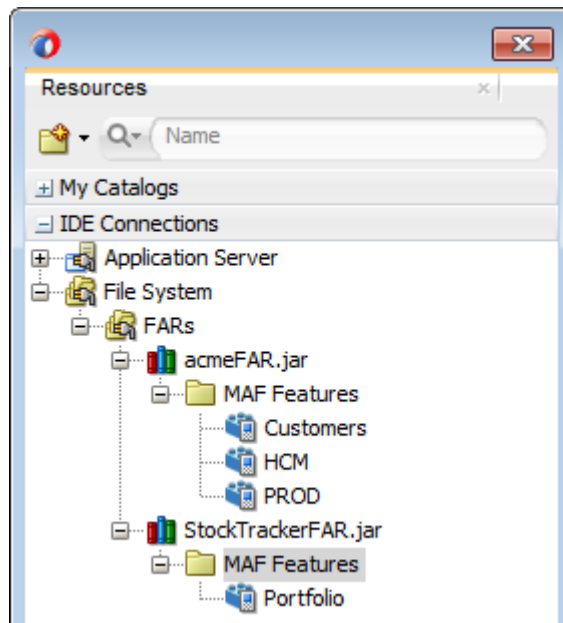 Resources
Name
My Catalogs
IDE Connections
Application Server
File System
FARs
acmeFAR.jar
MAF Features
Customers
HCM
PROD
StockTrackerFAR.jar
MAF Features
Portfolio